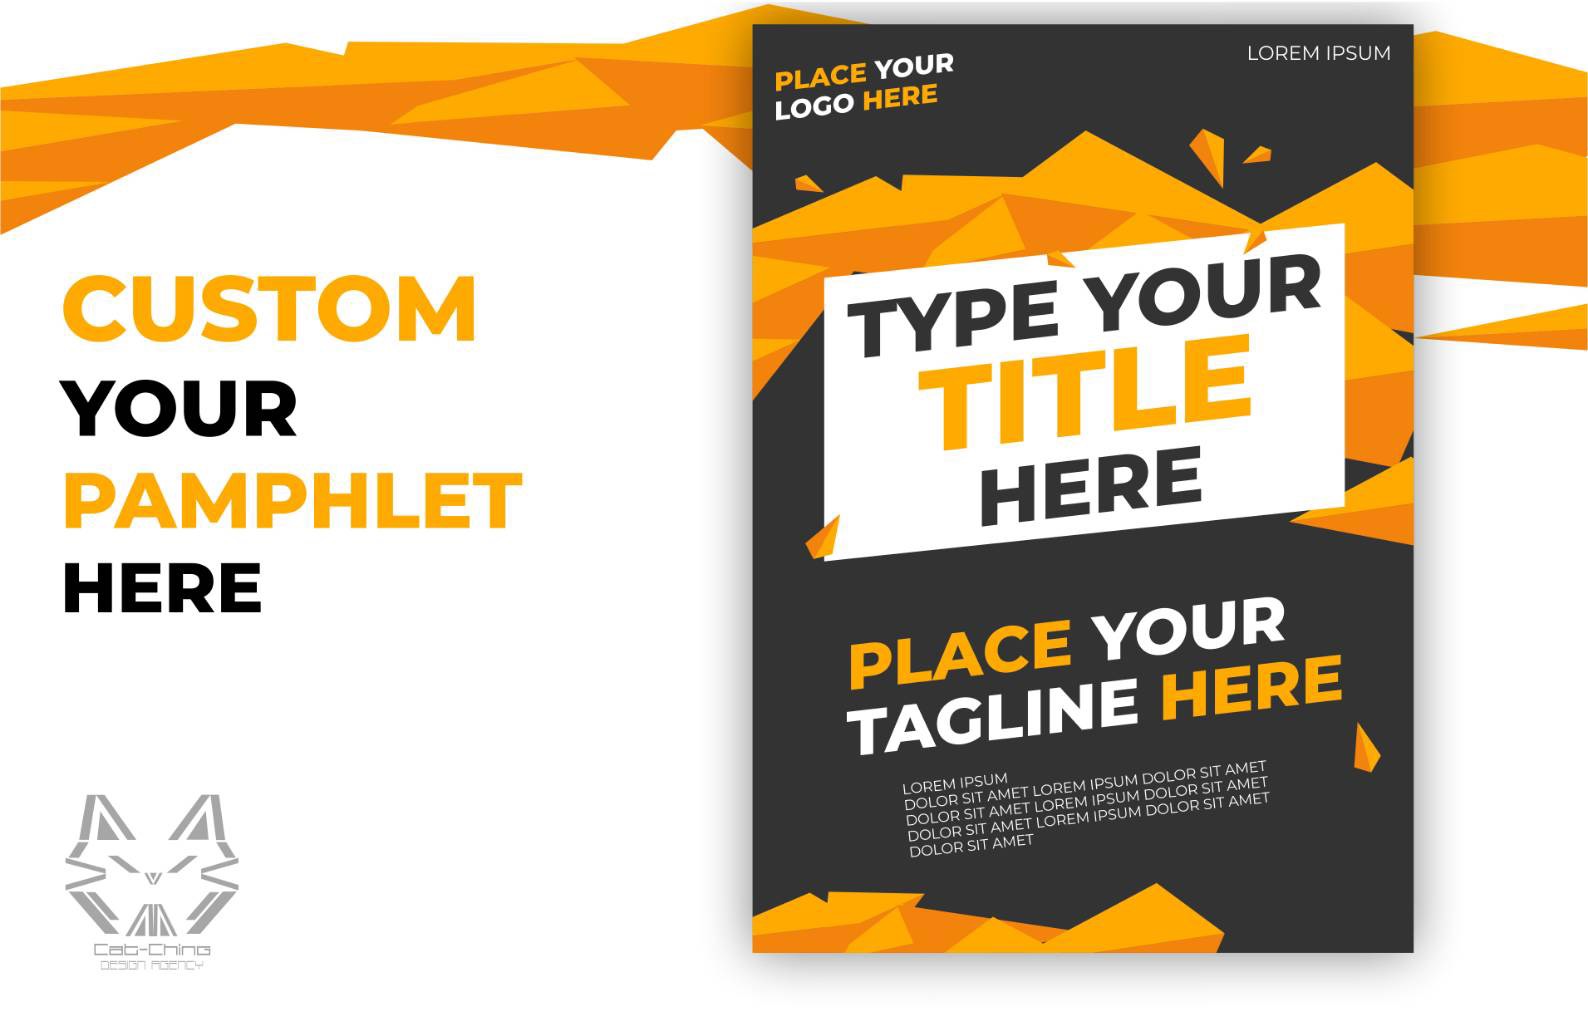 CUSTOM
YOUR
PAMPHLET
HERE
Cat-Ching
DESIGN AGENCY
PLACE YOUR
LOGO HERE
LOREM IPSUM
TYPE YOUR
TITLE
HERE
PLACE YOUR
TAGLINE HERE
LOREM IPSUM
DOLOR SIT AMET LOREM IPSUM DOLOR SIT AMET
DOLOR SIT AMET LOREM IPSUM DOLOR SIT AMET
DOLOR SIT AMET LOREM IPSUM DOLOR SIT AMET
DOLOR SIT AMET